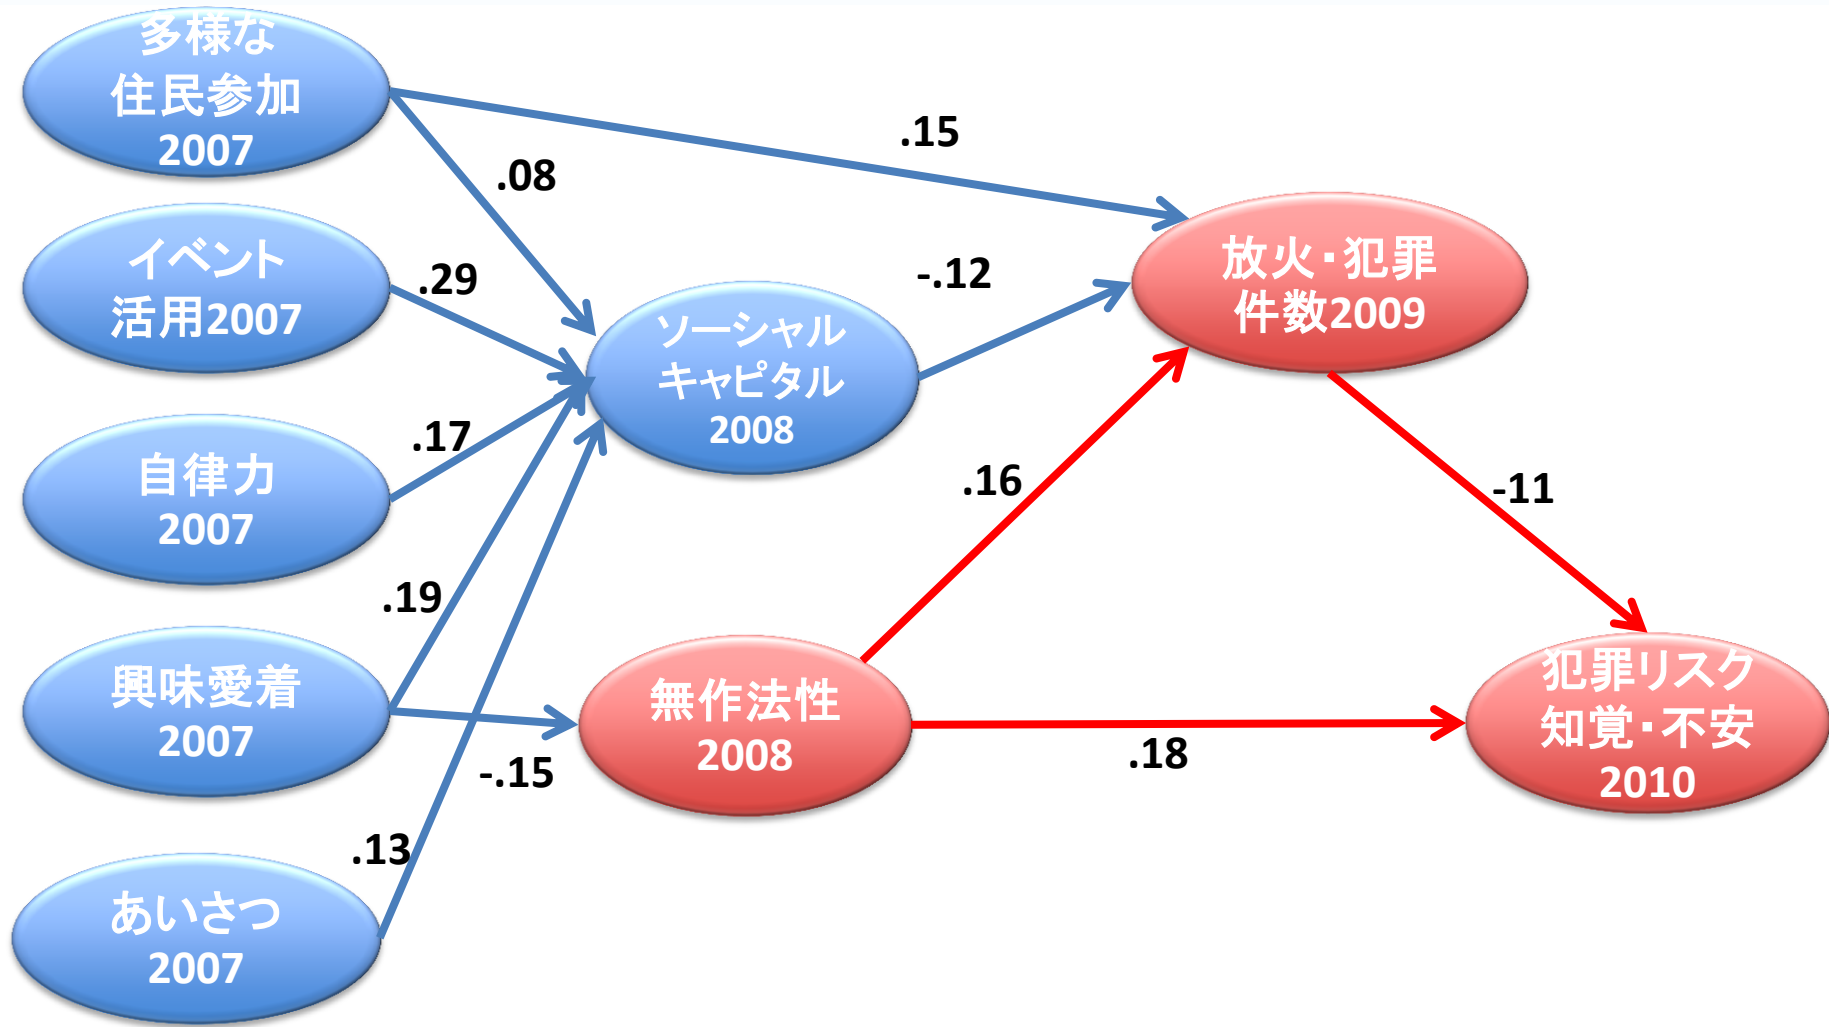 多様な
住民参加
2007
.15
.08
イベント
活用2007
.29
ソーシャル
キャピタル
2008
-.12
放火・犯罪
件数2009
自律力
2007
.17
.16
-11
.19
興味愛着
2007
-.15
無作法性
2008
.18
犯罪リスク
知覚・不安
2010
.13
あいさつ
2007